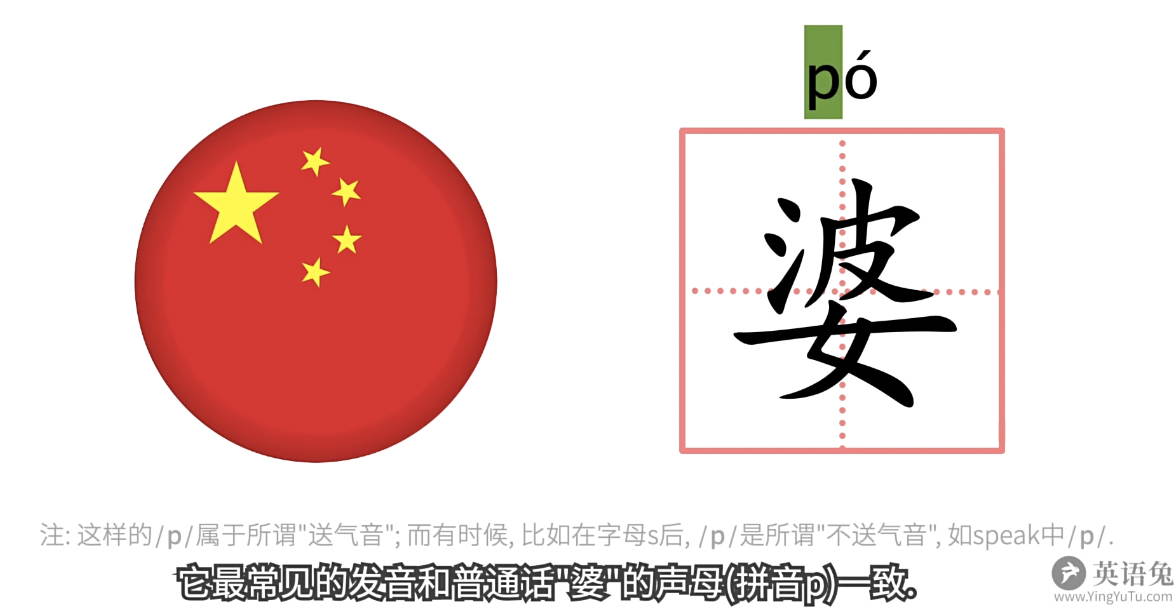 pó
婆
注: 这样的/p/属于所谓"送气音"; 而有时候, 比如在字母s后, /p/是所谓"不送气音", 如speak中/p/.
它最常见的发音和普通话"婆"的声母(拼音p)一致.
英语兔
www.YingYuTu.com